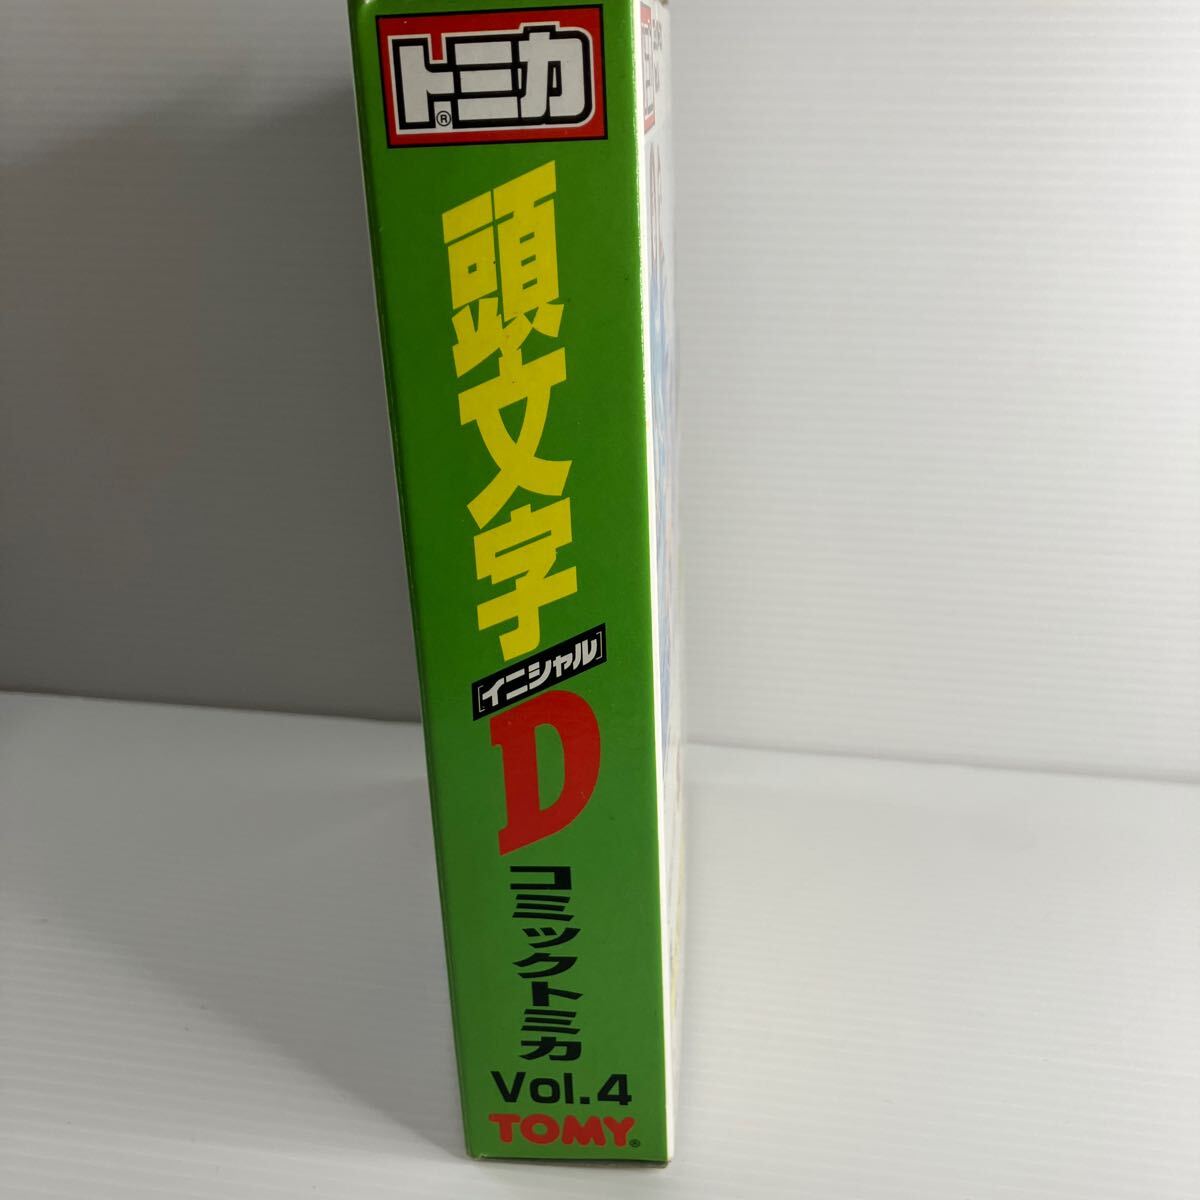 トミカ®
頭文字
[イニシャル]
D
コミックトミカ
Vol.4
TOMY®